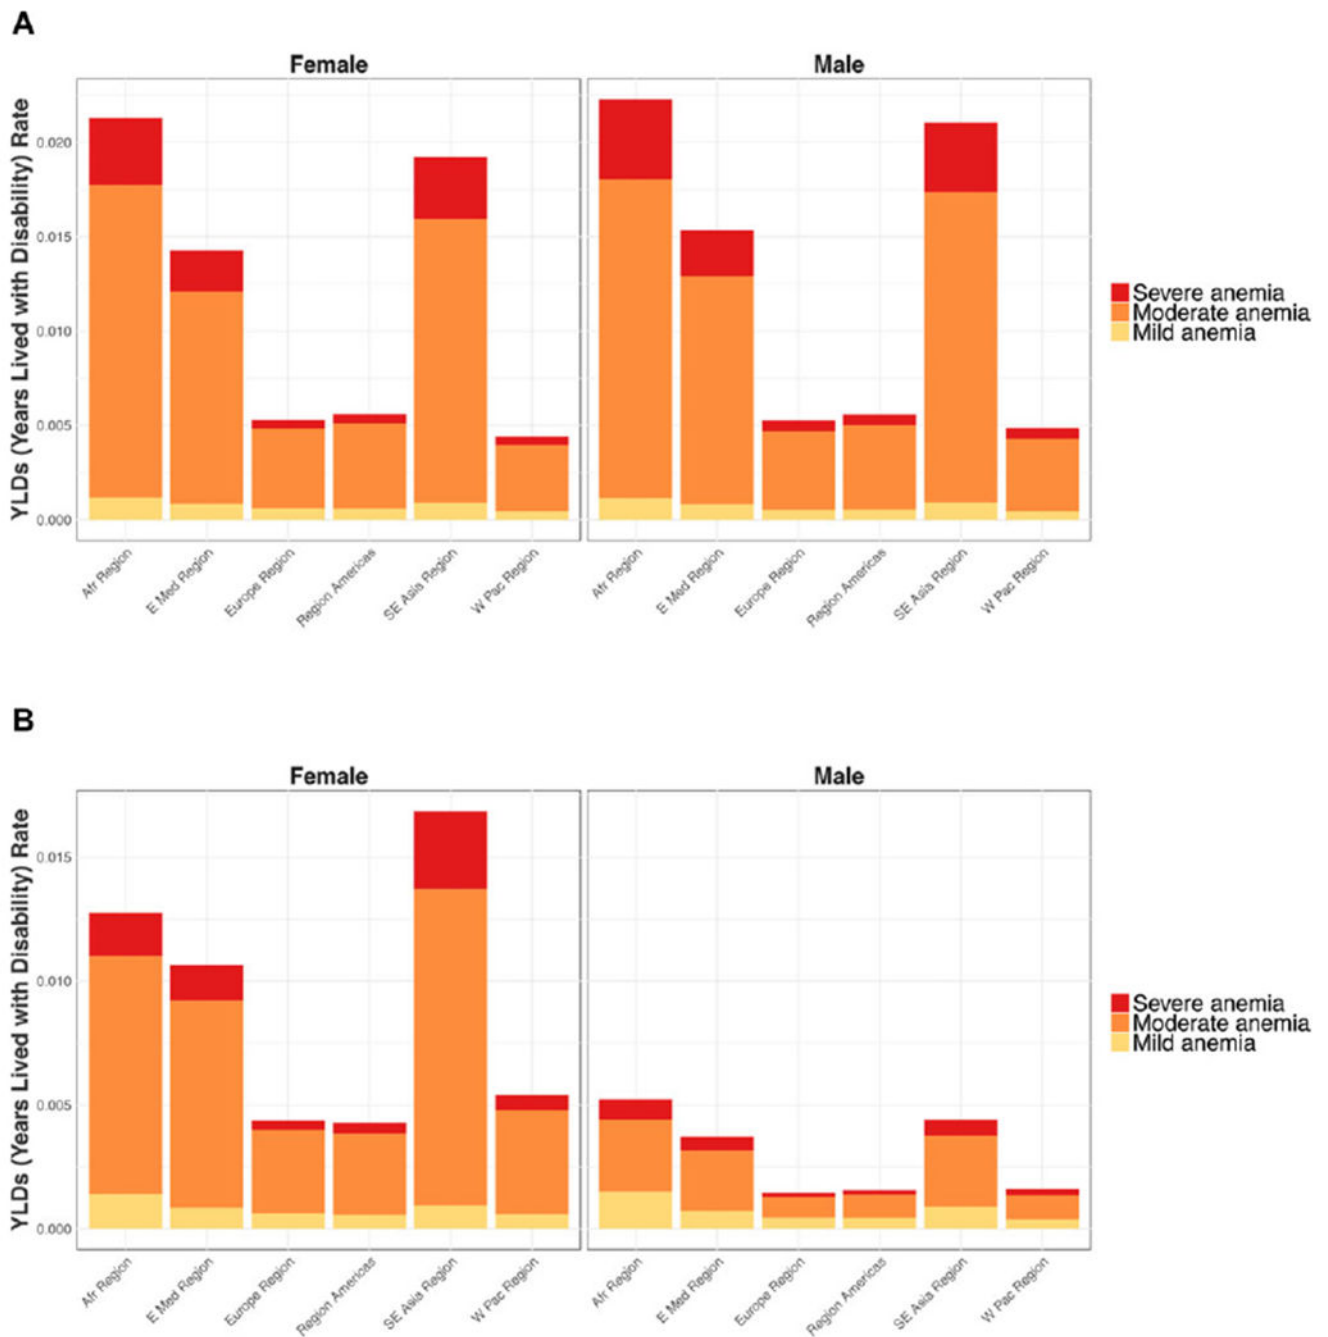 A
Female
Male
YLDs (Years Lived with Disability) Rate
0.020
0.015
0.010
0.005
0.000
Severe anemia
Moderate anemia
Mild anemia
Afr Region
E Med Region
Europe Region
Region Americas
SE Asia Region
W Pac Region
Afr Region
E Med Region
Europe Region
Region Americas
SE Asia Region
W Pac Region
B
Female
Male
YLDs (Years Lived with Disability) Rate
0.015
0.010
0.005
0.000
Severe anemia
Moderate anemia
Mild anemia
Afr Region
E Med Region
Europe Region
Region Americas
SE Asia Region
W Pac Region
Afr Region
E Med Region
Europe Region
Region Americas
SE Asia Region
W Pac Region